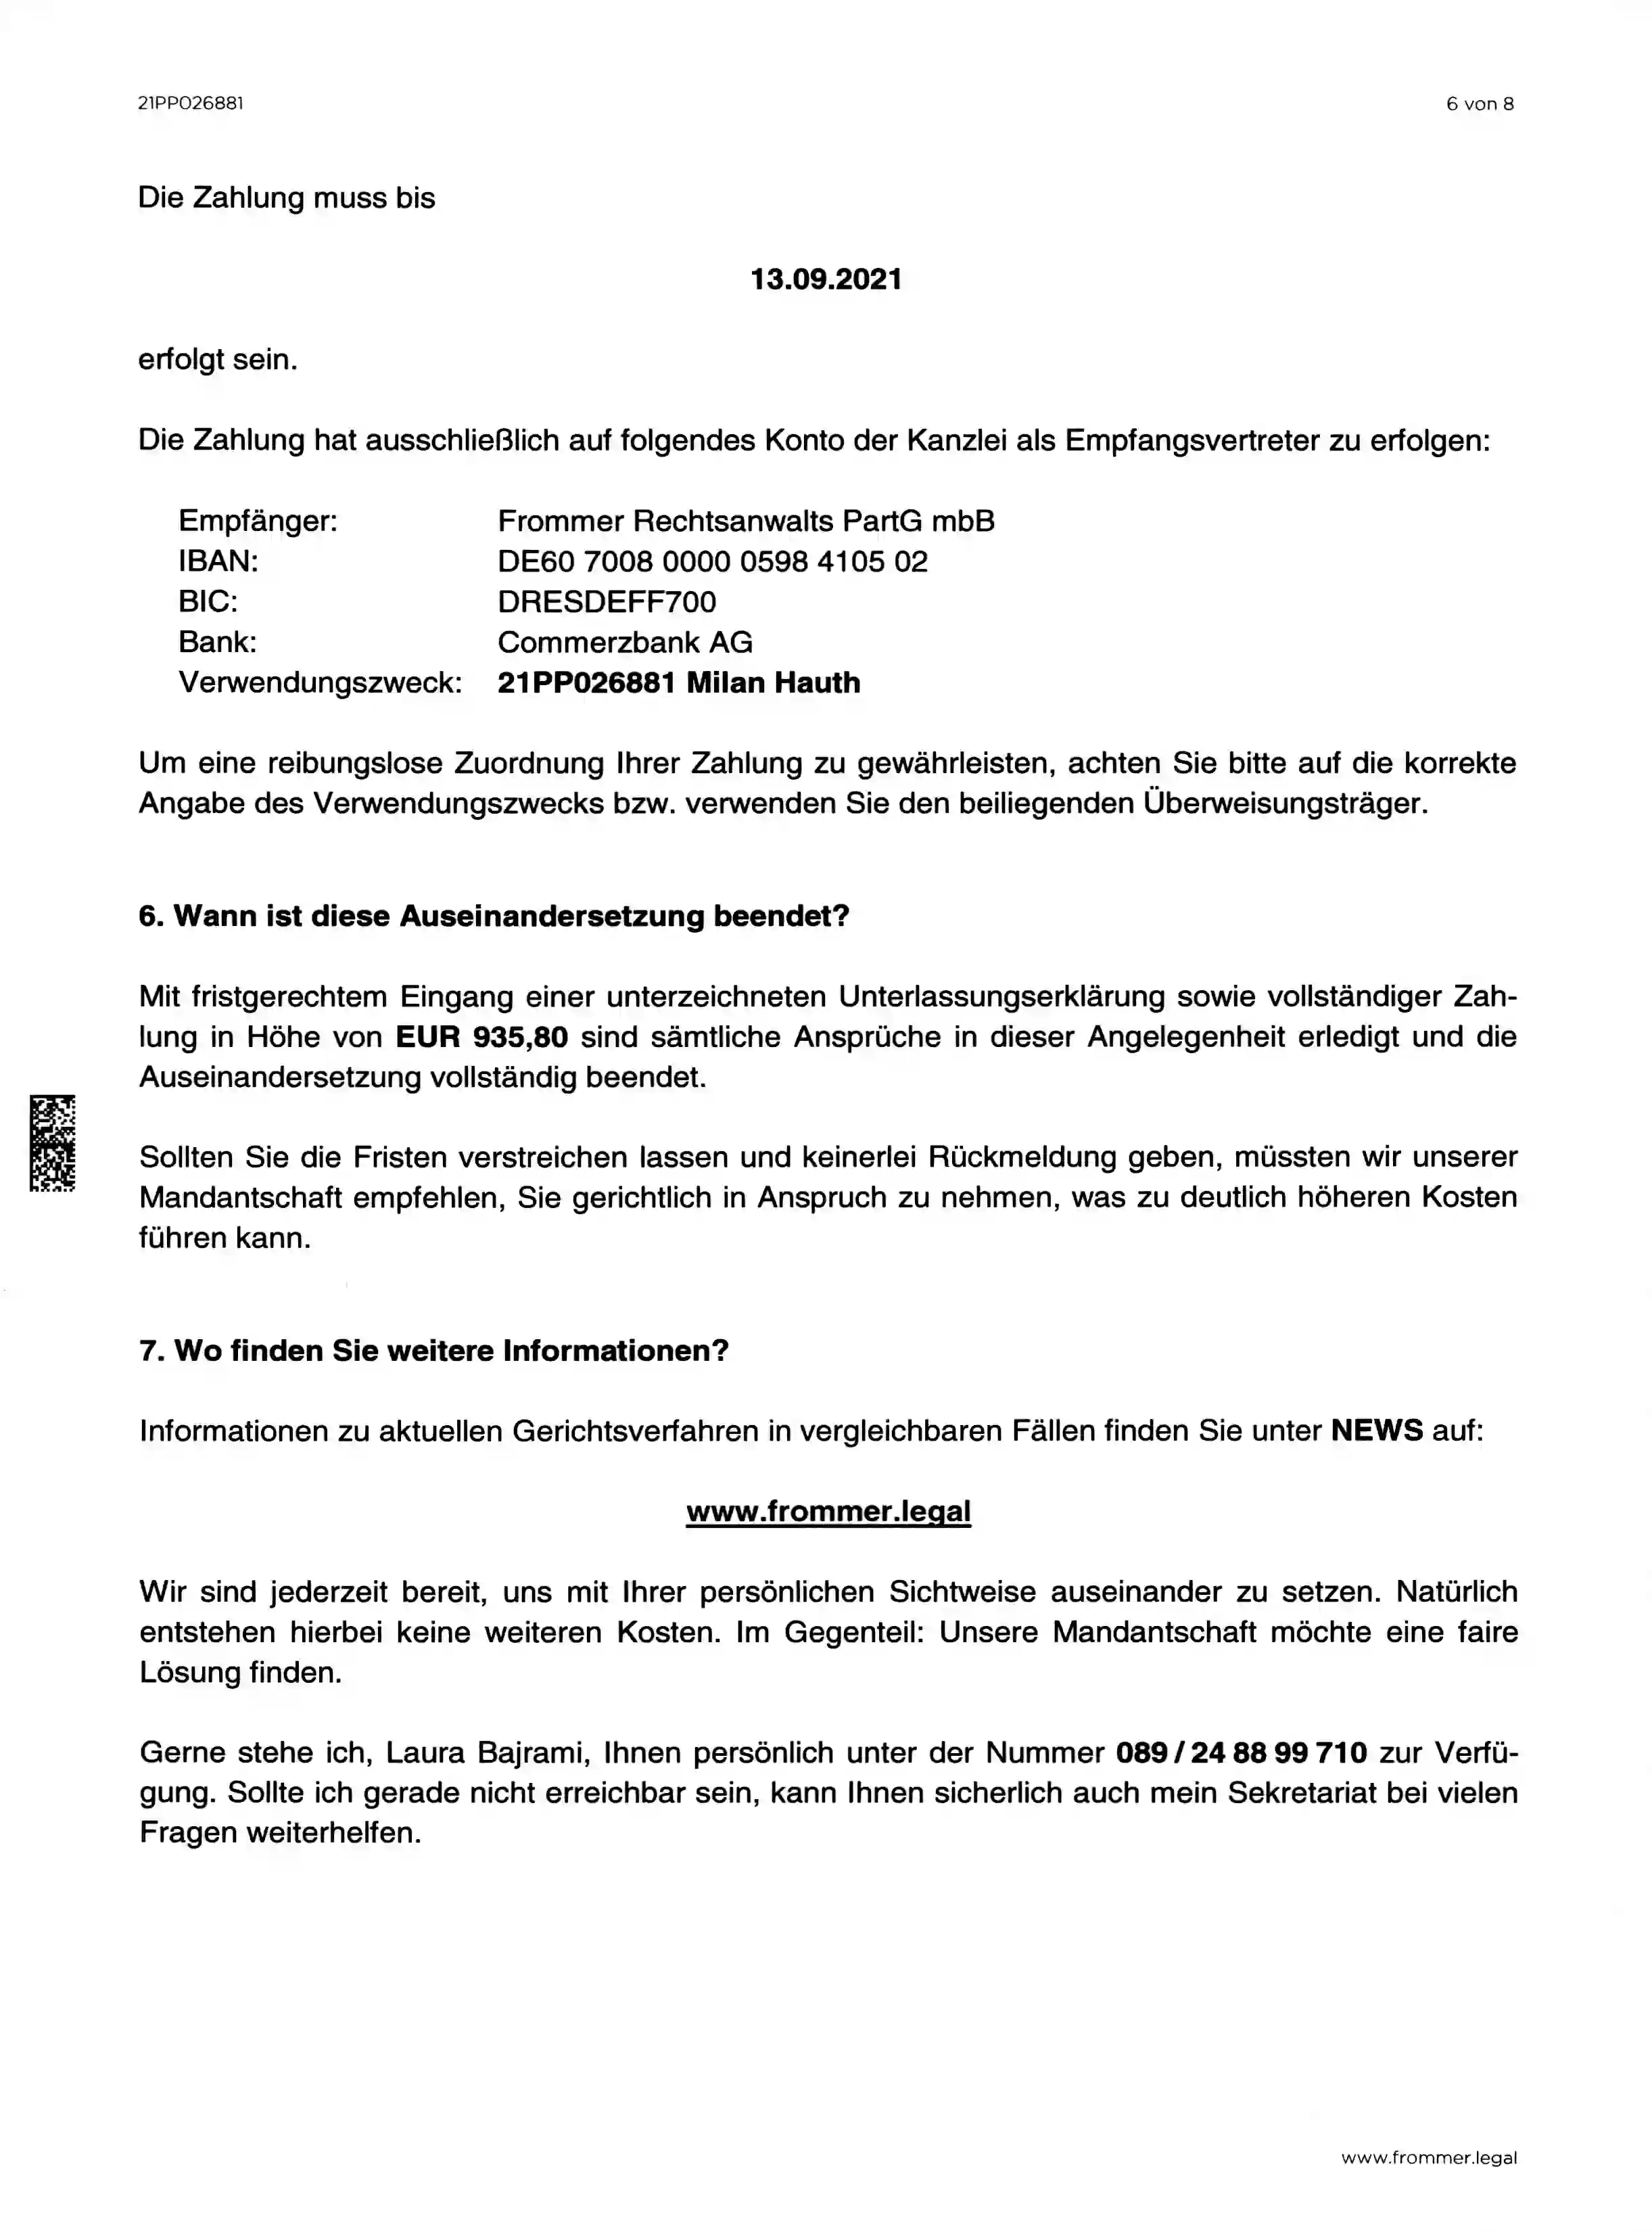 21PP026881
6 von 8
Die Zahlung muss bis
13.09.2021
erfolgt sein.
Die Zahlung hat ausschließlich auf folgendes Konto der Kanzlei als Empfangsvertreter zu erfolgen:
Empfänger: Frommer Rechtsanwalts PartG mbB
IBAN: DE60 7008 0000 0598 4105 02
BIC: DRESDEFF700
Bank: Commerzbank AG
Verwendungszweck: 21PP026881 Milan Hauth
Um eine reibungslose Zuordnung Ihrer Zahlung zu gewährleisten, achten Sie bitte auf die korrekte
Angabe des Verwendungszwecks bzw. verwenden Sie den beiliegenden Überweisungsträger.
6. Wann ist diese Auseinandersetzung beendet?
Mit fristgerechtem Eingang einer unterzeichneten Unterlassungserklärung sowie vollständiger Zah-
lung in Höhe von EUR 935,80 sind sämtliche Ansprüche in dieser Angelegenheit erledigt und die
Auseinandersetzung vollständig beendet.
Sollten Sie die Fristen verstreichen lassen und keinerlei Rückmeldung geben, müssten wir unserer
Mandantschaft empfehlen, Sie gerichtlich in Anspruch zu nehmen, was zu deutlich höheren Kosten
führen kann.
7. Wo finden Sie weitere Informationen?
Informationen zu aktuellen Gerichtsverfahren in vergleichbaren Fällen finden Sie unter NEWS auf:
www.frommer.legal
Wir sind jederzeit bereit, uns mit Ihrer persönlichen Sichtweise auseinander zu setzen. Natürlich
entstehen hierbei keine weiteren Kosten. Im Gegenteil: Unsere Mandantschaft möchte eine faire
Lösung finden.
Gerne stehe ich, Laura Bajrami, Ihnen persönlich unter der Nummer 089 / 24 88 99 710 zur Verfü-
gung. Sollte ich gerade nicht erreichbar sein, kann Ihnen sicherlich auch mein Sekretariat bei vielen
Fragen weiterhelfen.
www.frommer.legal